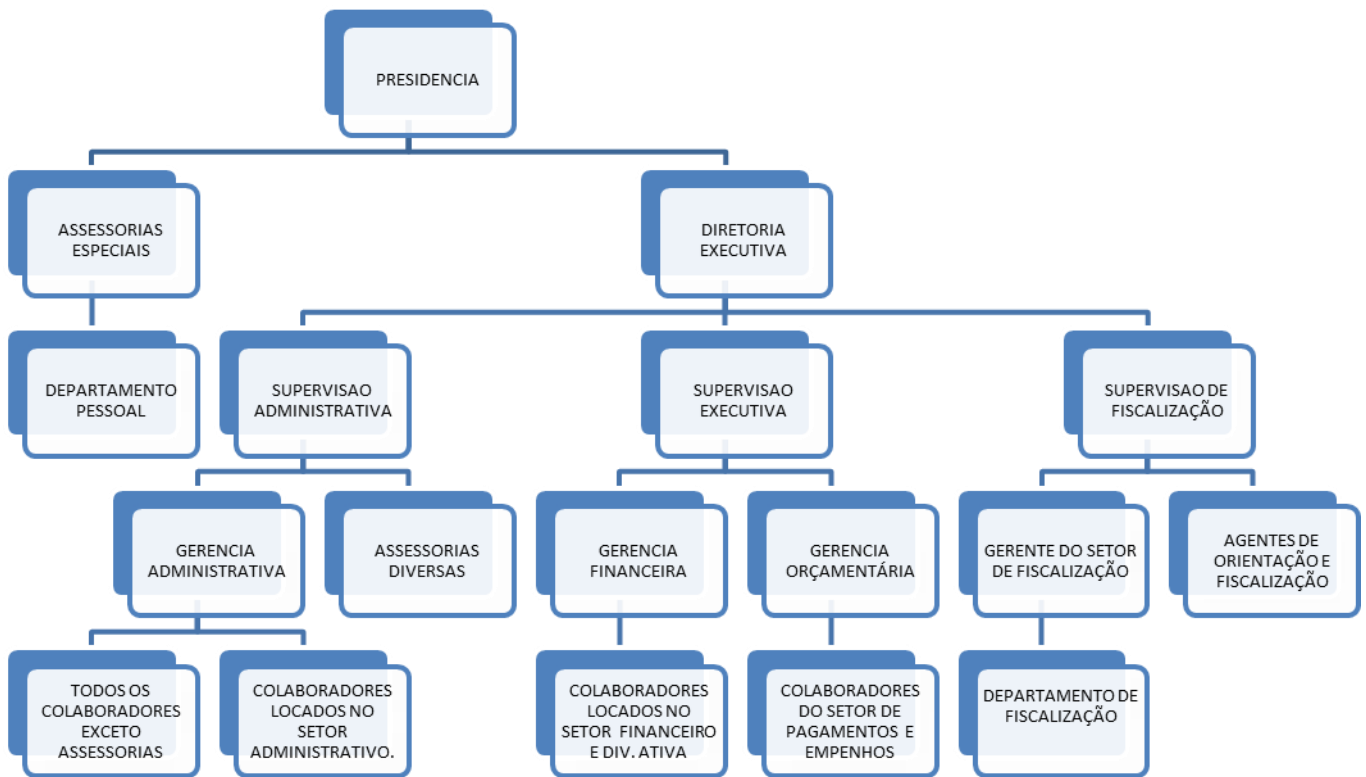 PRESIDENCIA
ASSESSORIAS
ESPECIAIS
DIRETORIA
EXECUTIVA
DEPARTAMENTO
PESSOAL
SUPERVISAO
ADMINISTRATIVA
SUPERVISAO
EXECUTIVA
SUPERVISAO DE
FISCALIZAÇÃO
GERENCIA
ADMINISTRATIVA
ASSESSORIAS
DIVERSAS
GERENCIA
FINANCEIRA
GERENCIA
ORÇAMENTÁRIA
GERENTE DO SETOR
DE FISCALIZAÇÃO
AGENTES DE
ORIENTAÇÃO E
FISCALIZAÇÃO
TODOS OS
COLABORADORES
EXCETO
ASSESSORIAS
COLABORADORES
LOCADOS NO
SETOR
ADMINISTRATIVO.
COLABORADORES
LOCADOS NO
SETOR FINANCEIRO
E DIV. ATIVA
COLABORADORES
DO SETOR DE
PAGAMENTOS E
EMPENHOS
DEPARTAMENTO DE
FISCALIZAÇÃO